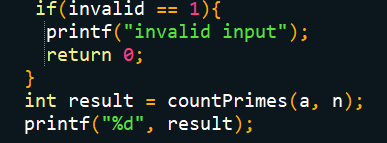 if(invalid == 1){
printf("invalid input");
return 0;
}
int result = countPrimes(a, n);
printf("%d", result);